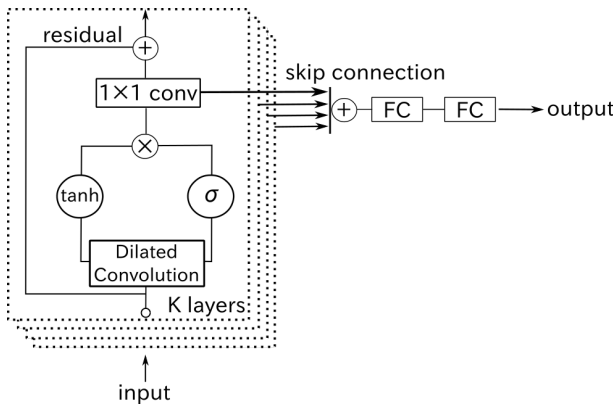 residual
+
1×1 conv
skip connection
+
FC
FC
output
×
tanh
σ
Dilated
Convolution
K layers
input